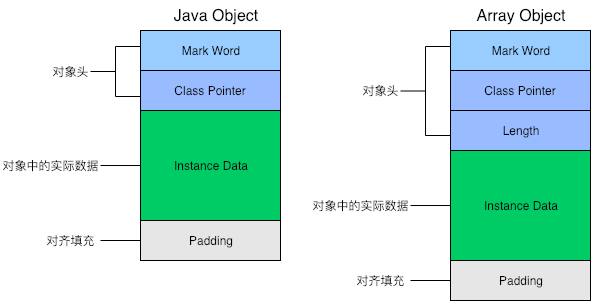 Java Object
Mark Word
对象头
Class Pointer
对象中的实际数据
Instance Data
对齐填充
Padding
Array Object
Mark Word
对象头
Class Pointer
Length
对象中的实际数据
Instance Data
对齐填充
Padding